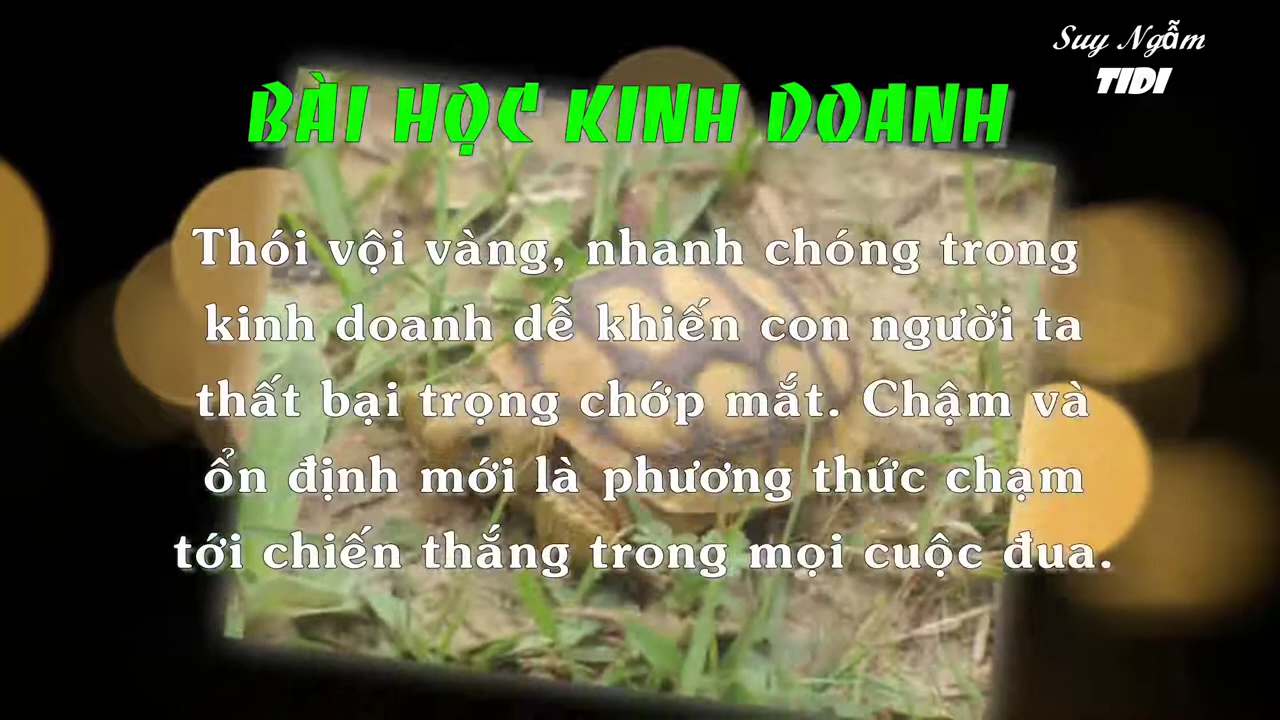 Suy Ngẫm
TIDI
BÀI HỌC KINH DOANH
Thói vội vàng, nhanh chóng trong
kinh doanh dễ khiến con người ta
thất bại trọng chớp mắt. Chậm và
ổn định mới là phương thức chạm
tới chiến thắng trong mọi cuộc đua.